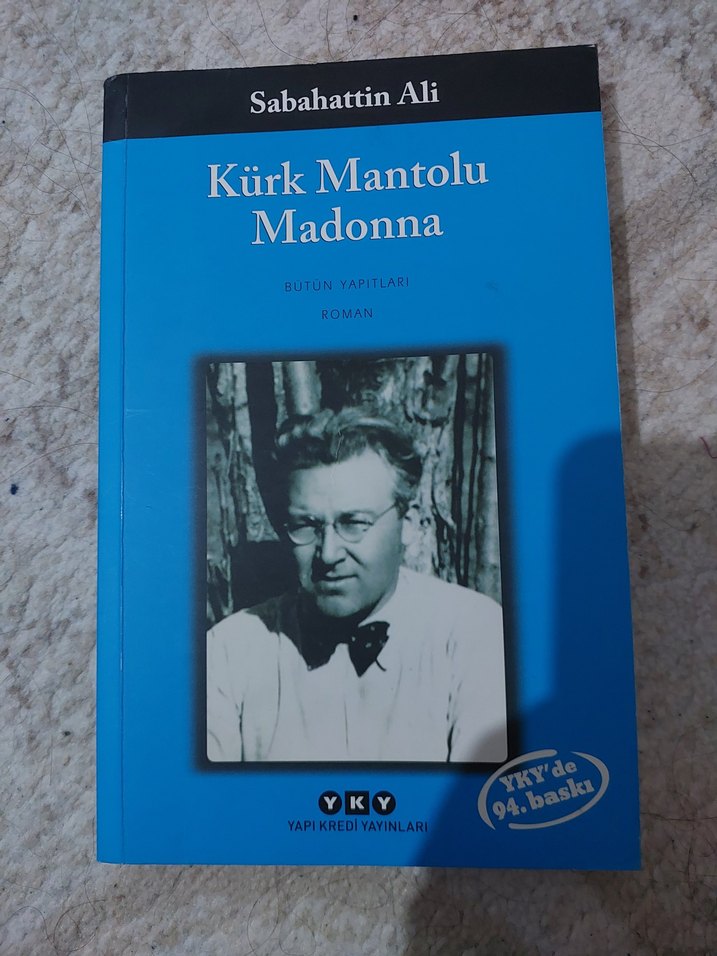 Sabahattin Ali
Kürk Mantolu
Madonna
BÜTÜN YAPITLARI
ROMAN
YKY'de
94. baskı
YKY
YAPI KREDİ YAYINLARI